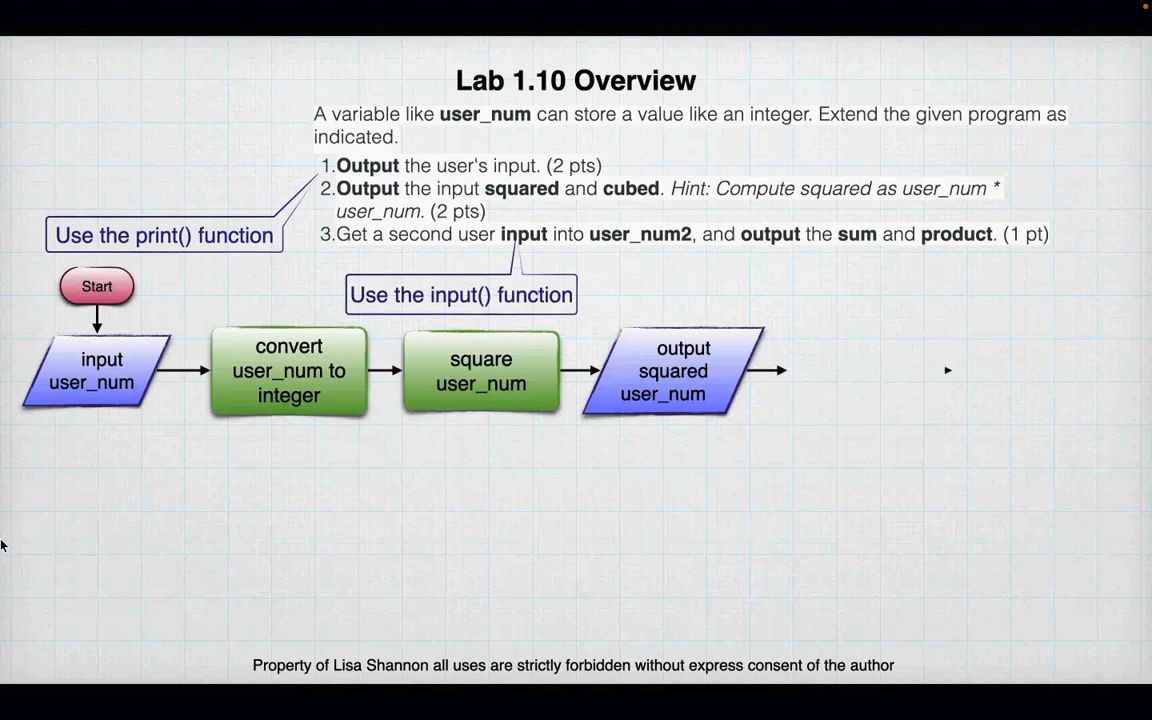 Lab 1.10 Overview
A variable like user_num can store a value like an integer. Extend the given program as
indicated.
1.Output the user's input. (2 pts)
2.Output the input squared and cubed. Hint: Compute squared as user_num *
user_num. (2 pts)
3.Get a second user input into user_num2, and output the sum and product. (1 pt)
Use the print() function
Use the input() function
Start
input
user_num
convert
user_num to
integer
square
user_num
output
squared
user_num
Property of Lisa Shannon all uses are strictly forbidden without express consent of the author